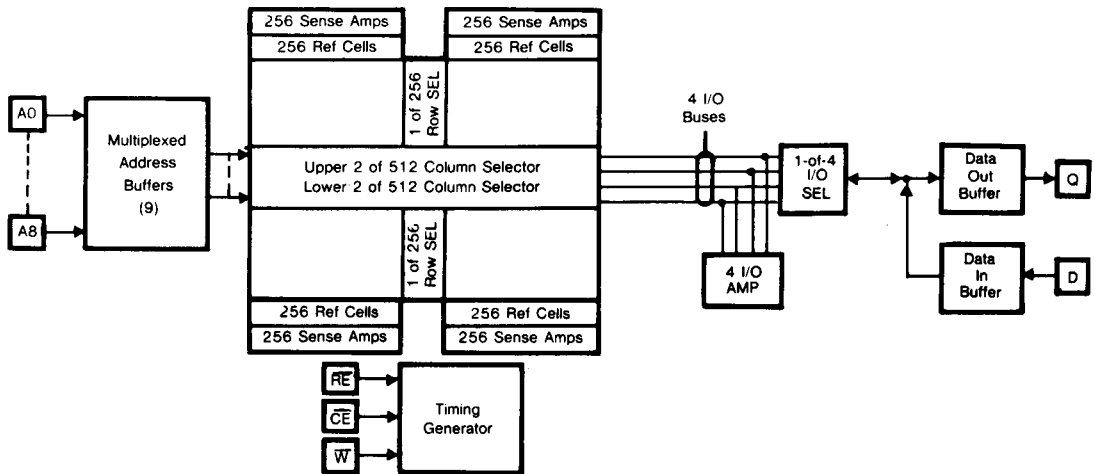 256 Sense Amps
256 Sense Amps
256 Ref Cells
256 Ref Cells
A0
Multiplexed
Address
Buffers
(9)
A8
1 of 256
Row SEL
Upper 2 of 512 Column Selector
Lower 2 of 512 Column Selector
1 of 256
Row SEL
256 Ref Cells
256 Ref Cells
256 Sense Amps
256 Sense Amps
4 I/O
Buses
1-of-4
I/O
SEL
4 I/O
AMP
Data
Out
Buffer
Q
Data
In
Buffer
D
R̅E̅
C̅E̅
W̅
Timing
Generator